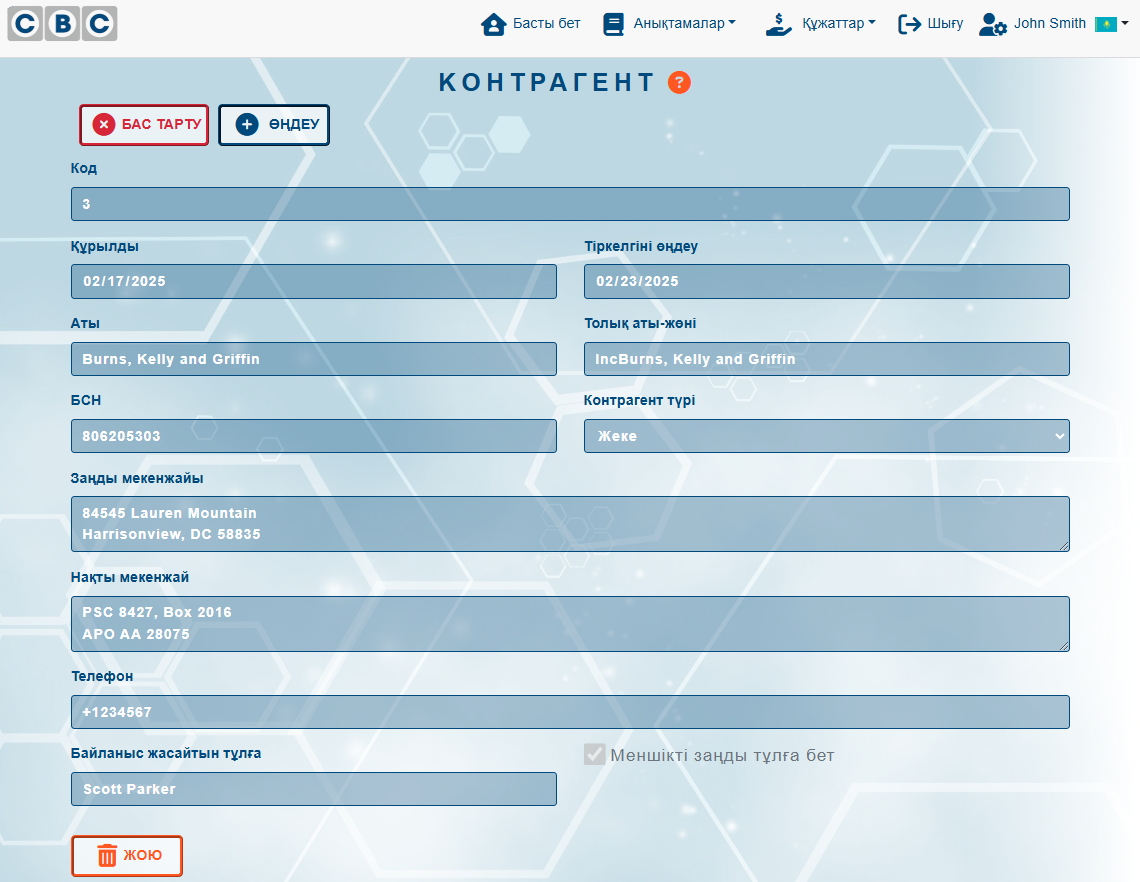 CBC
Басты бет
Анықтамалар
Құжаттар
Шығу
John Smith
КОНТРАГЕНТ ?
БАС ТАРТУ
ӨҢДЕУ
Код
3
Құрылды
Тіркелгіні өңдеу
02/17/2025
02/23/2025
Аты
Толық аты-жөні
Burns, Kelly and Griffin
IncBurns, Kelly and Griffin
БСН
Контрагент түрі
806205303
Жеке
Заңды мекенжайы
84545 Lauren Mountain
Harrisonview, DC 58835
Нақты мекенжай
PSC 8427, Box 2016
APO AA 28075
Телефон
+1234567
Байланыс жасайтын тұлға
Меншікті заңды тұлға бет
Scott Parker
ЖОЮ